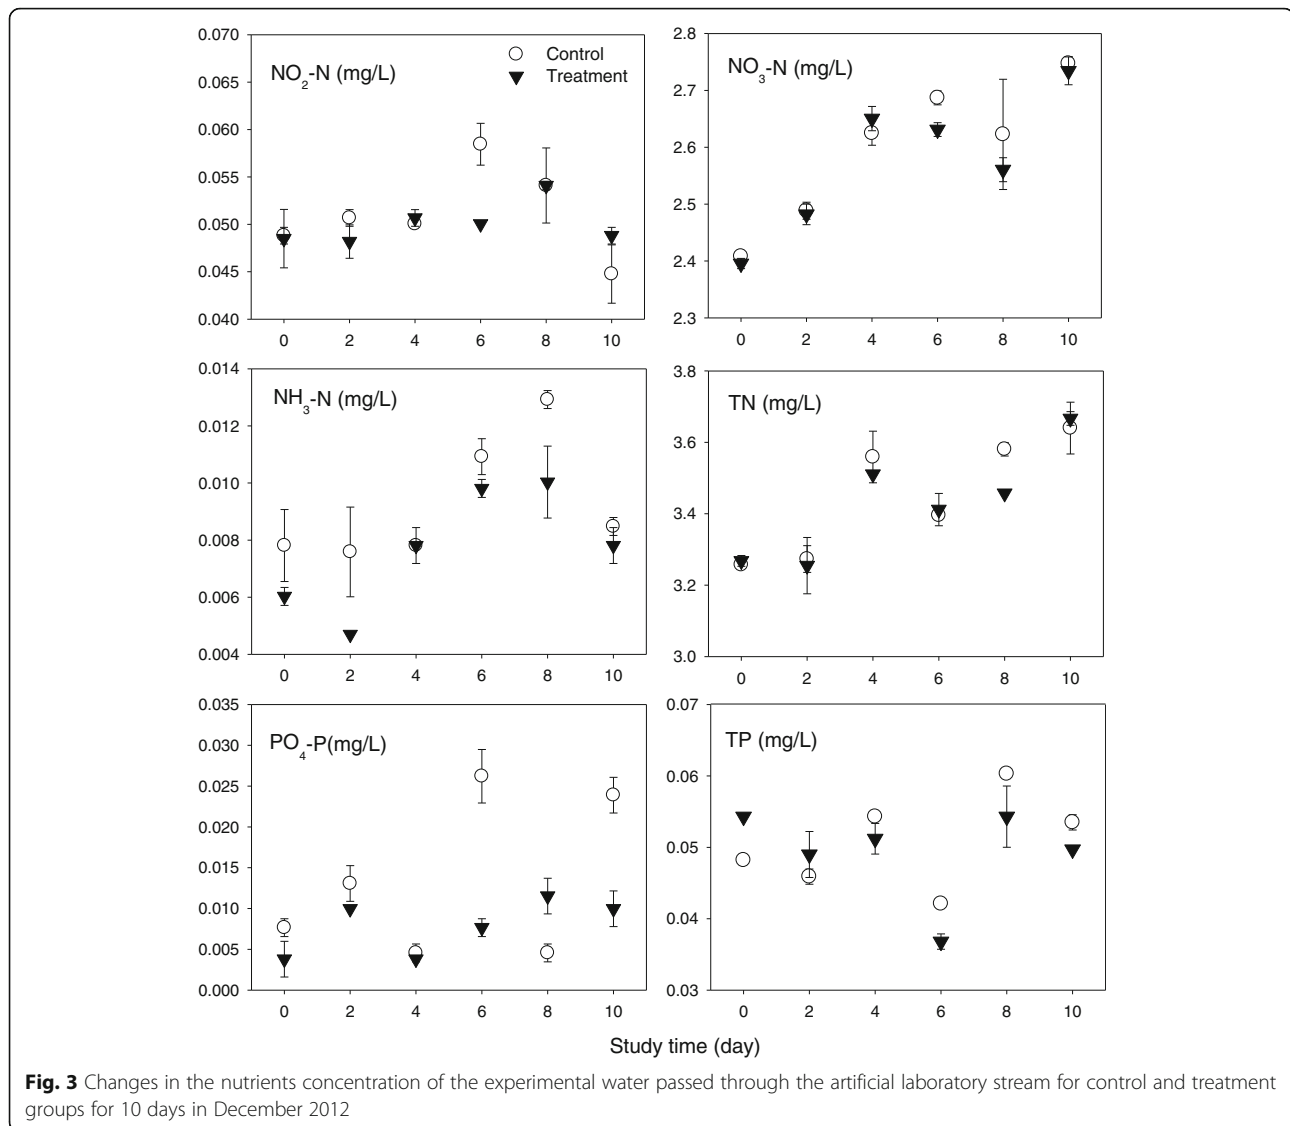 NO2-N (mg/L)
Control
Treatment
0.070
0.065
0.060
0.055
0.050
0.045
0.040
0 2 4 6 8 10
NO3-N (mg/L)
2.8
2.7
2.6
2.5
2.4
2.3
0 2 4 6 8 10
NH3-N (mg/L)
0.014
0.012
0.010
0.008
0.006
0.004
0 2 4 6 8 10
TN (mg/L)
3.8
3.6
3.4
3.2
3.0
0 2 4 6 8 10
PO4-P(mg/L)
0.035
0.030
0.025
0.020
0.015
0.010
0.005
0.000
0 2 4 6 8 10
TP (mg/L)
0.07
0.06
0.05
0.04
0.03
0 2 4 6 8 10
Study time (day)
Fig. 3 Changes in the nutrients concentration of the experimental water passed through the artificial laboratory stream for control and treatment
groups for 10 days in December 2012